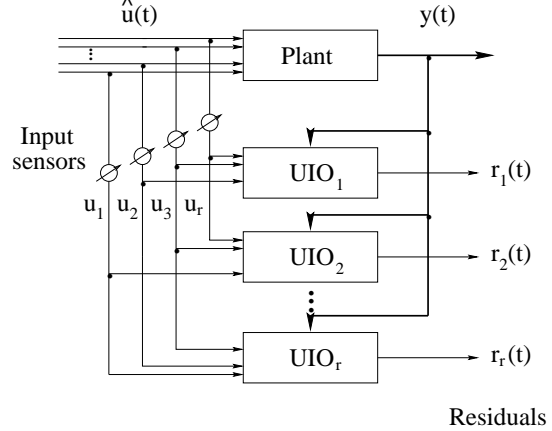 û(t)
y(t)
Plant
Input
sensors
u1 u2 u3 ur
UIO1
r1(t)
UIO2
r2(t)
UIOr
rr(t)
Residuals